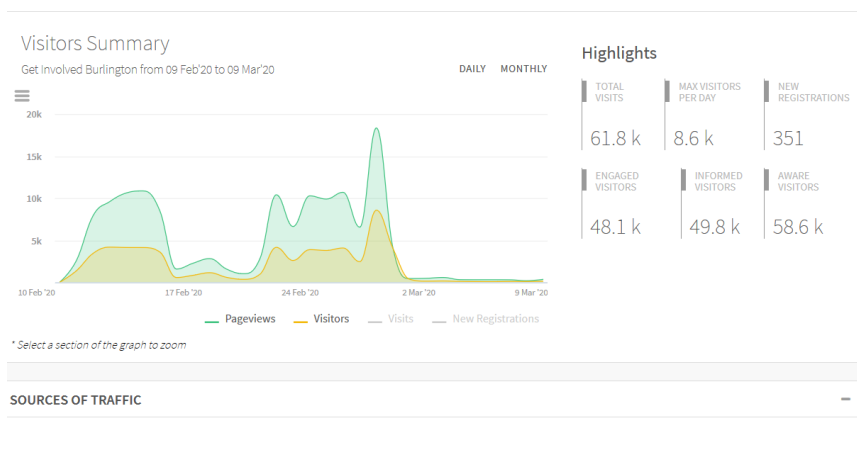 Visitors Summary
Get Involved Burlington from 09 Feb'20 to 09 Mar'20
DAILY MONTHLY
20k
15k
10k
5k
10 Feb '20 17 Feb '20 24 Feb '20 2 Mar '20 9 Mar '20
Pageviews Visitors Visits New Registrations
* Select a section of the graph to zoom
Highlights
TOTAL
VISITS
61.8 k
MAX VISITORS
PER DAY
8.6 k
NEW
REGISTRATIONS
351
ENGAGED
VISITORS
48.1 k
INFORMED
VISITORS
49.8 k
AWARE
VISITORS
58.6 k
SOURCES OF TRAFFIC